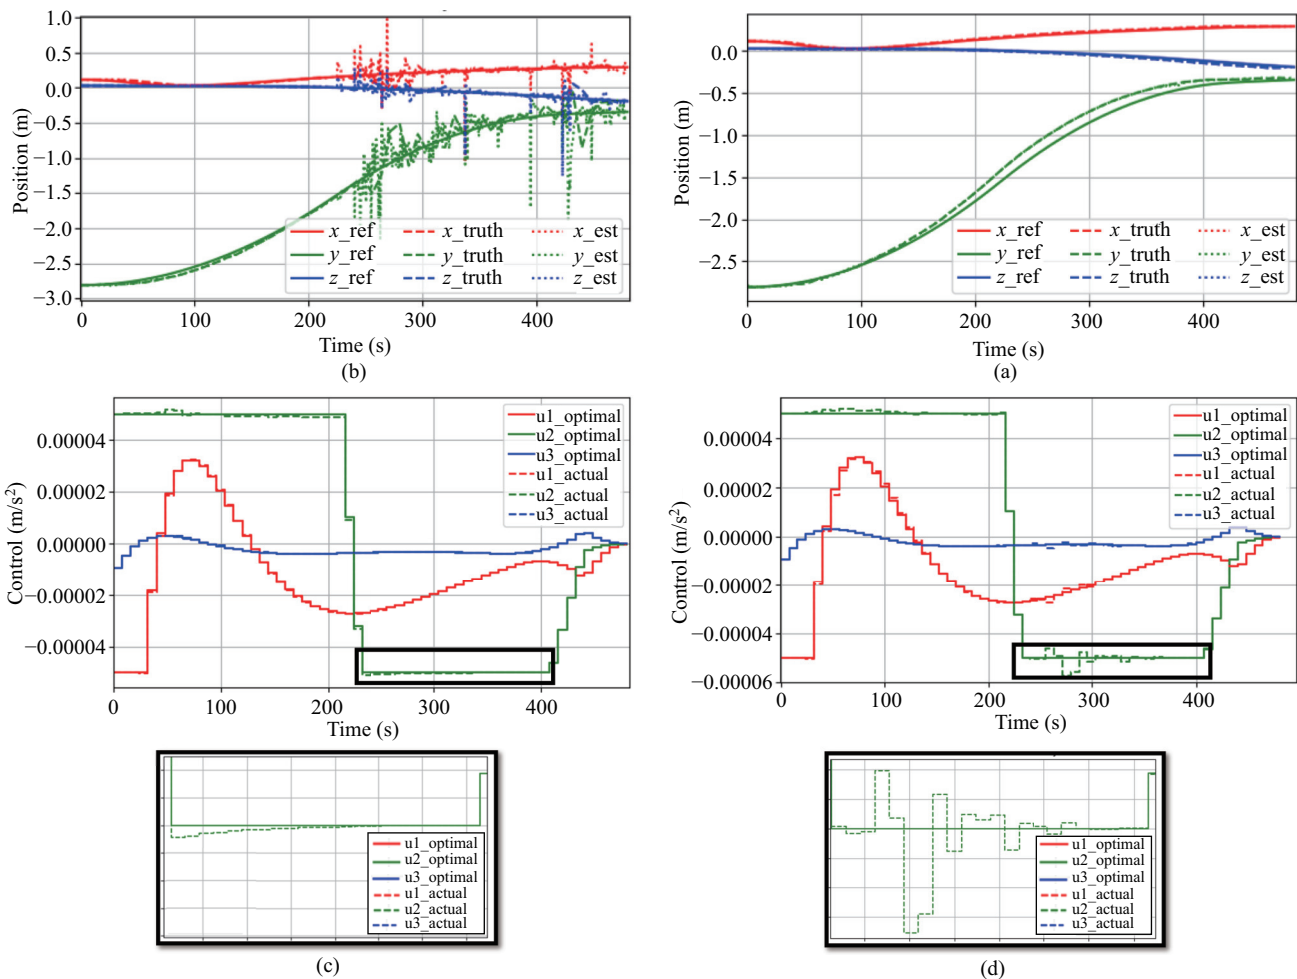 1.0
0.5
0.0
−0.5
−1.0
−1.5
−2.0
−2.5
−3.0
Position (m)
x_ref x_truth x_est
y_ref y_truth y_est
z_ref z_truth z_est
0 100 200 300 400
Time (s)
(b)
0.0
−0.5
−1.0
−1.5
−2.0
−2.5
Position (m)
x_ref x_truth x_est
y_ref y_truth y_est
z_ref z_truth z_est
0 100 200 300 400
Time (s)
(a)
0.00004
0.00002
0.00000
−0.00002
−0.00004
Control (m/s²)
u1_optimal
u2_optimal
u3_optimal
u1_actual
u2_actual
u3_actual
0 100 200 300 400
Time (s)
0.00004
0.00002
0.00000
−0.00002
−0.00004
−0.00006
Control (m/s²)
u1_optimal
u2_optimal
u3_optimal
u1_actual
u2_actual
u3_actual
0 100 200 300 400
Time (s)
u1_optimal
u2_optimal
u3_optimal
u1_actual
u2_actual
u3_actual
(c)
u1_optimal
u2_optimal
u3_optimal
u1_actual
u2_actual
u3_actual
(d)